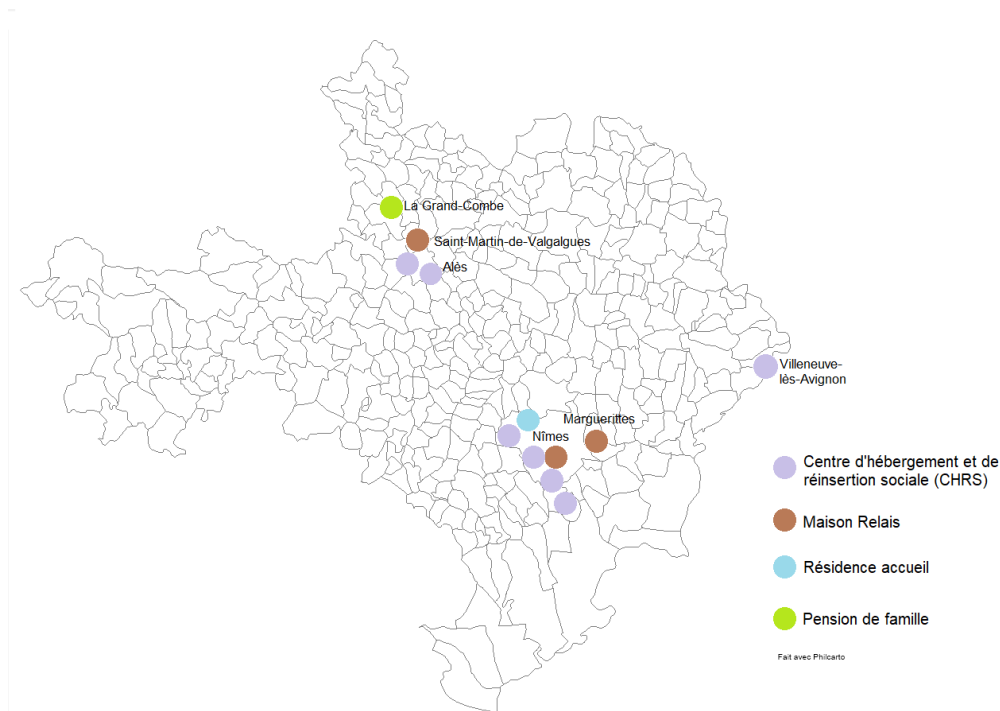 La Grand-Combe
Saint-Martin-de-Valgalgues
Alès
Villeneuve-
lès-Avignon
Marguerittes
Nîmes
Centre d'hébergement et de
réinsertion sociale (CHRS)
Maison Relais
Résidence accueil
Pension de famille
Fait avec Philcarto